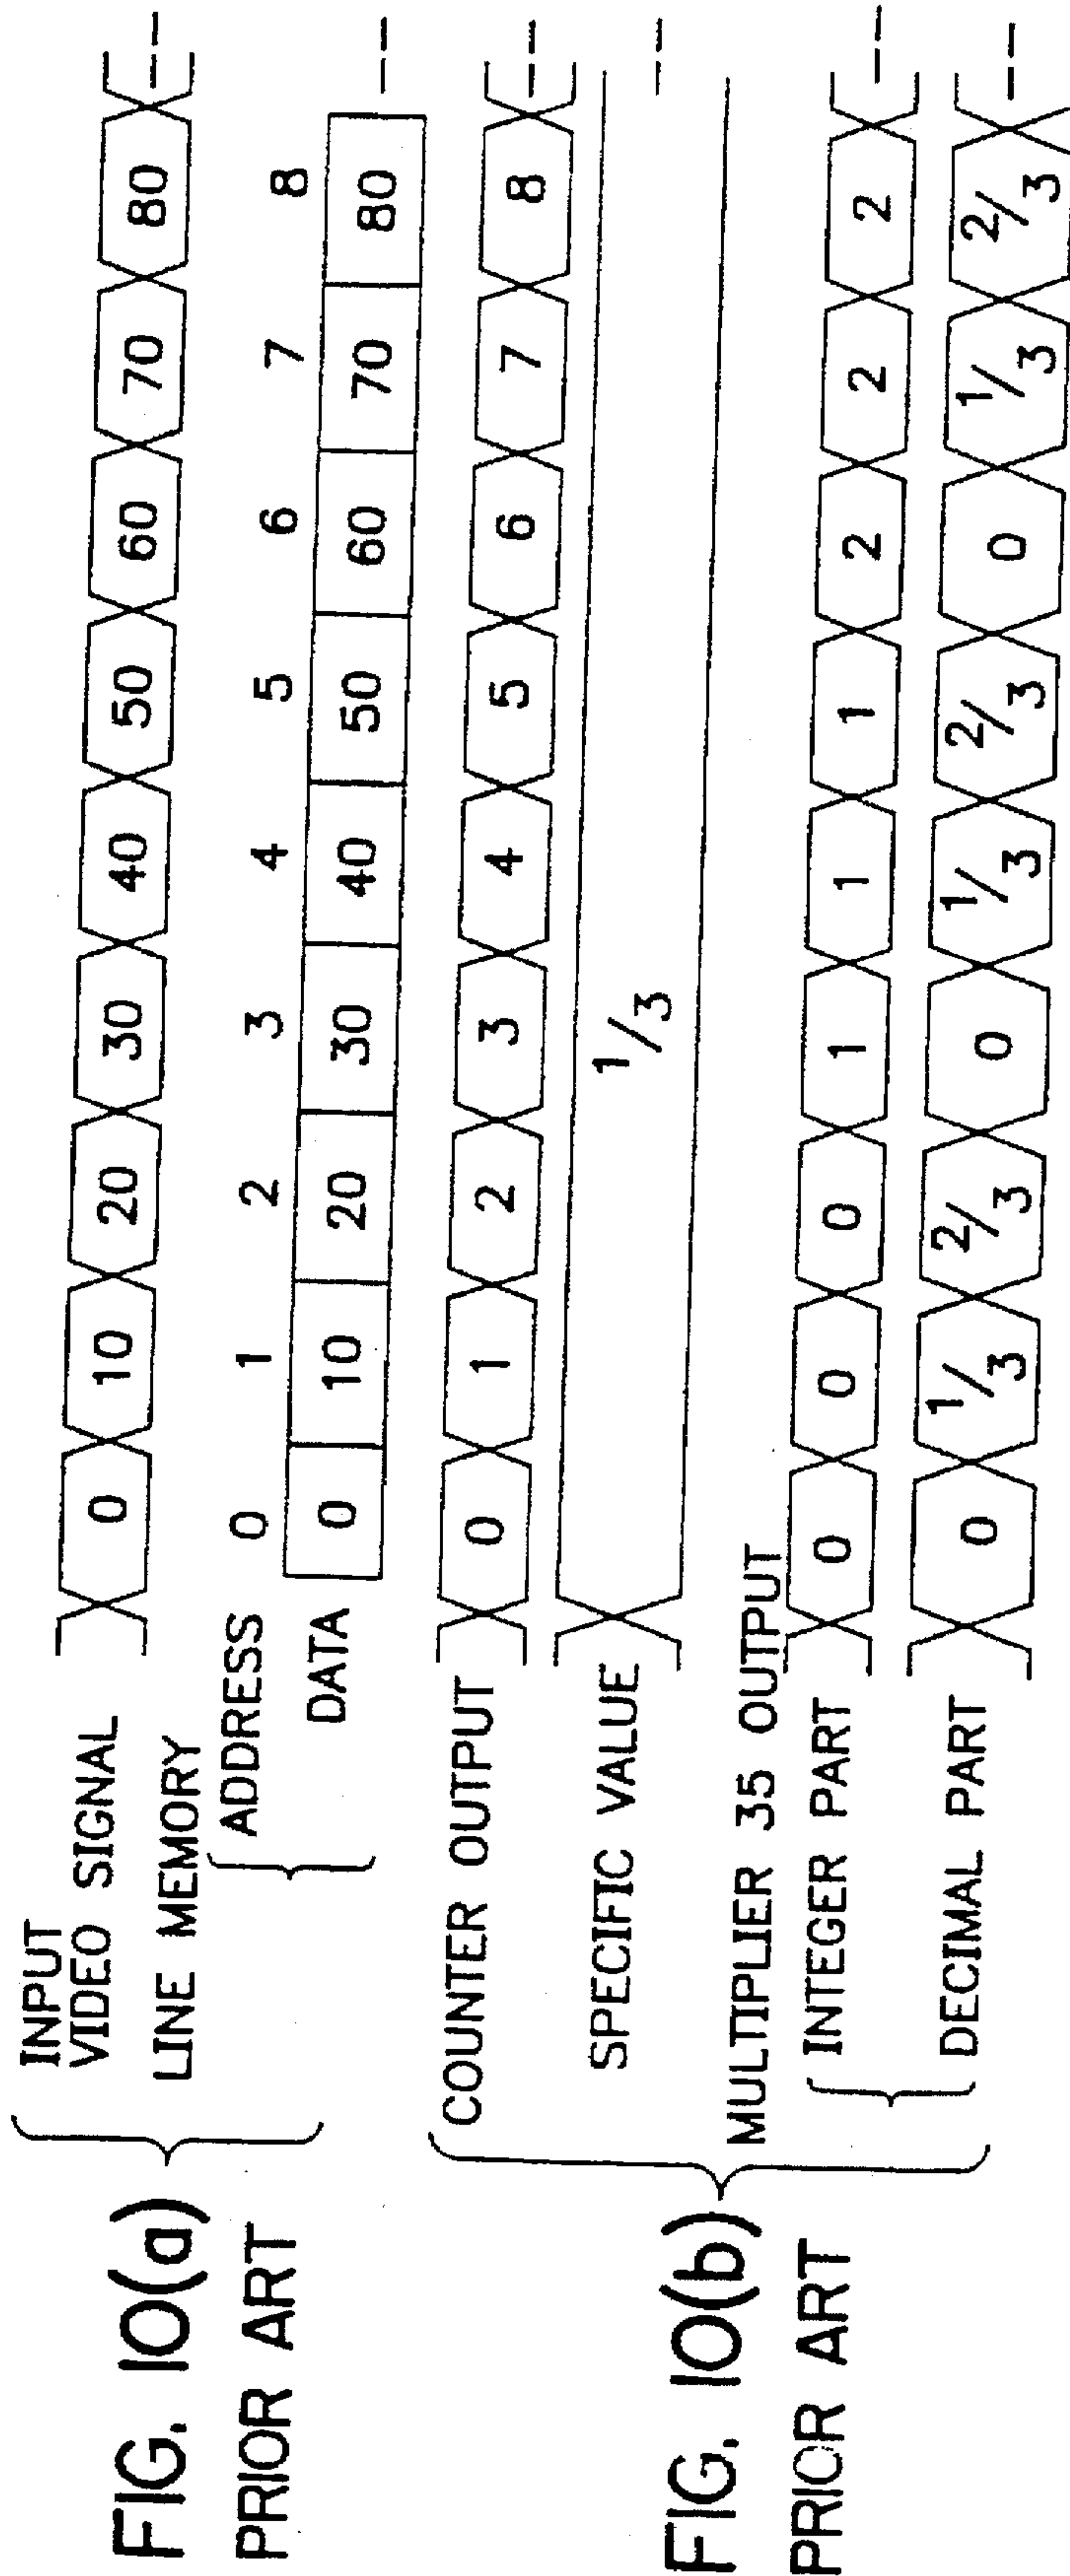 FIG. 10(a)
PRIOR ART
INPUT
VIDEO SIGNAL
0 10 20 30 40 50 60 70 80
LINE MEMORY
ADDRESS 0 1 2 3 4 5 6 7 8
DATA 0 10 20 30 40 50 60 70 80
FIG. 10(b)
PRIOR ART
COUNTER OUTPUT 0 1 2 3 4 5 6 7 8
SPECIFIC VALUE 1/3
MULTIPLIER 35 OUTPUT
INTEGER PART 0 0 0 1 1 1 2 2 2
DECIMAL PART 0 1/3 2/3 0 1/3 2/3 0 1/3 2/3